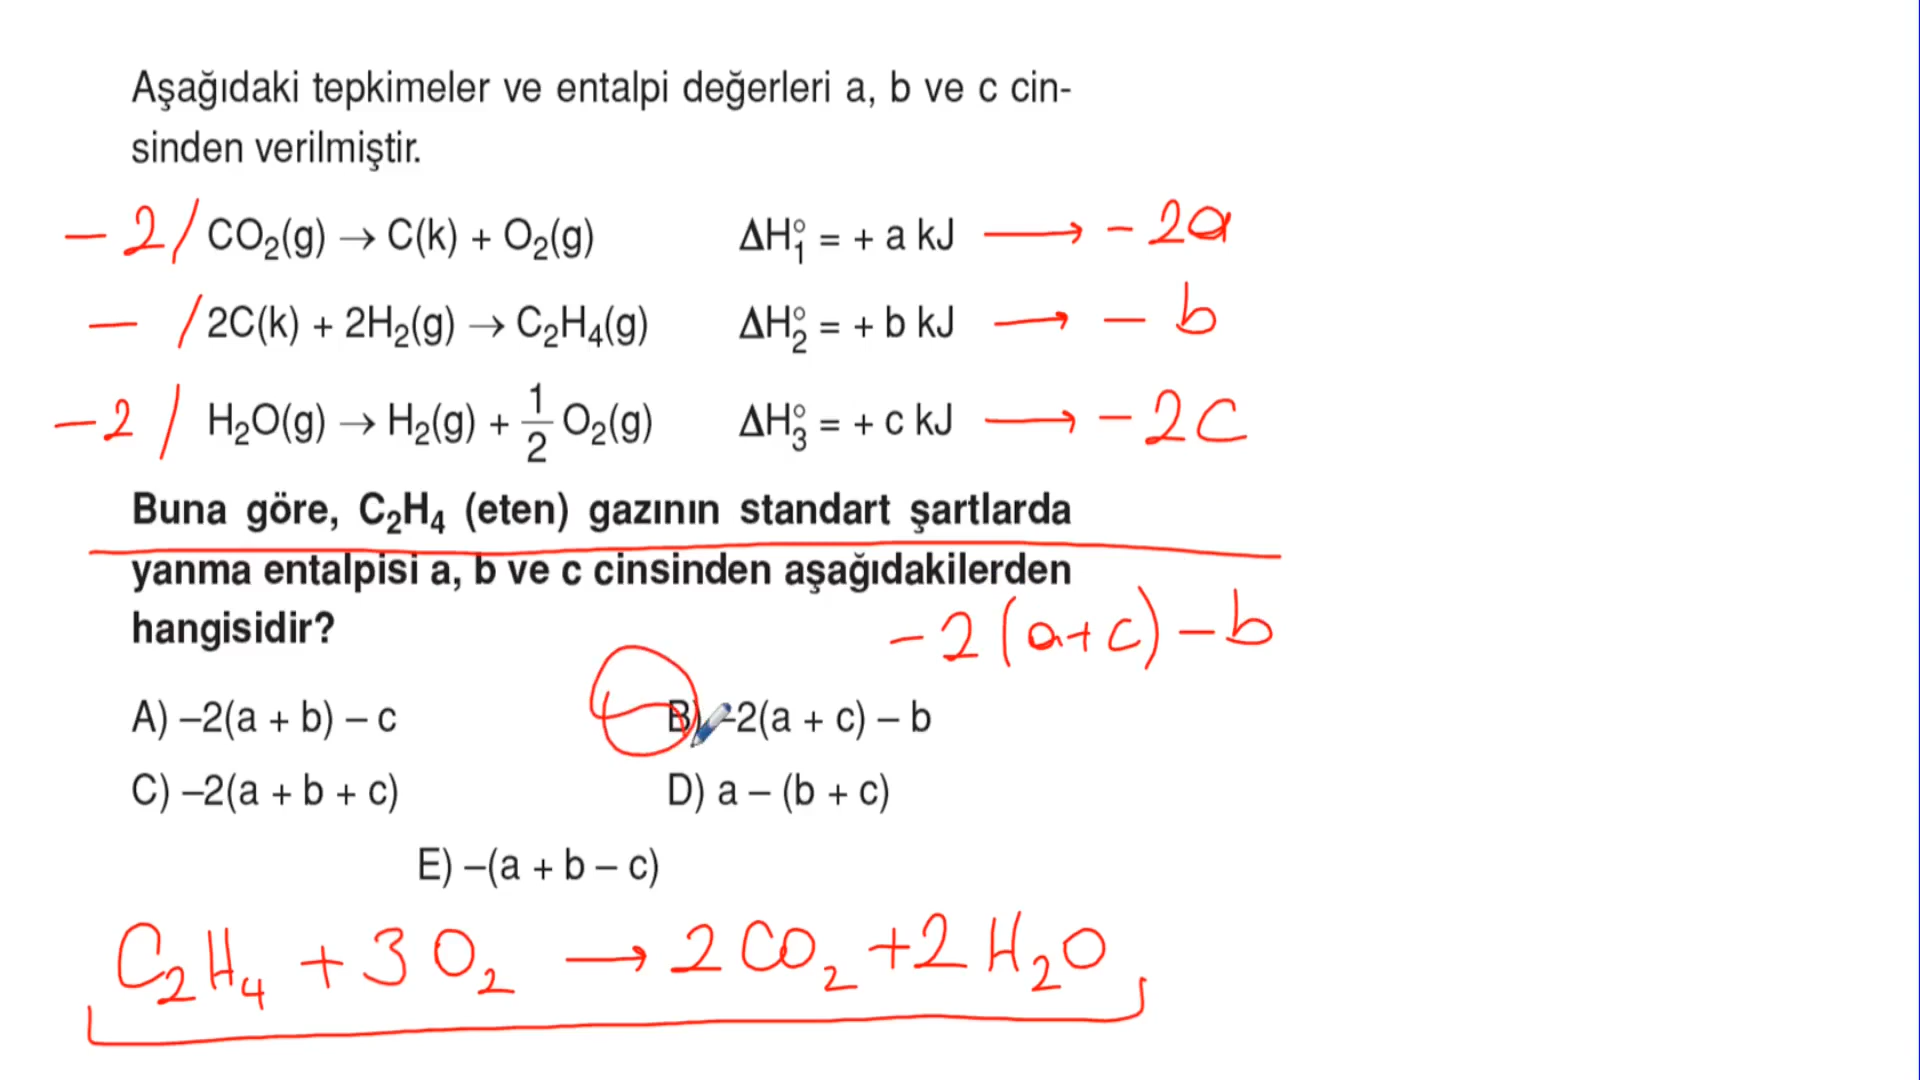 Aşağıdaki tepkimeler ve entalpi değerleri a, b ve c cin-
sinden verilmiştir.
– 2 / CO₂(g) → C(k) + O₂(g) ΔH°₁ = + a kJ → – 2a
– / 2C(k) + 2H₂(g) → C₂H₄(g) ΔH°₂ = + b kJ → – b
– 2 / H₂O(g) → H₂(g) + 1/2 O₂(g) ΔH°₃ = + c kJ → – 2c
Buna göre, C₂H₄ (eten) gazının standart şartlarda
yanma entalpisi a, b ve c cinsinden aşağıdakilerden
hangisidir?
– 2 (a + c) – b
A) –2(a + b) – c B) –2(a + c) – b
C) –2(a + b + c) D) a – (b + c)
E) –(a + b – c)
C₂H₄ + 3O₂ → 2CO₂ + 2H₂O